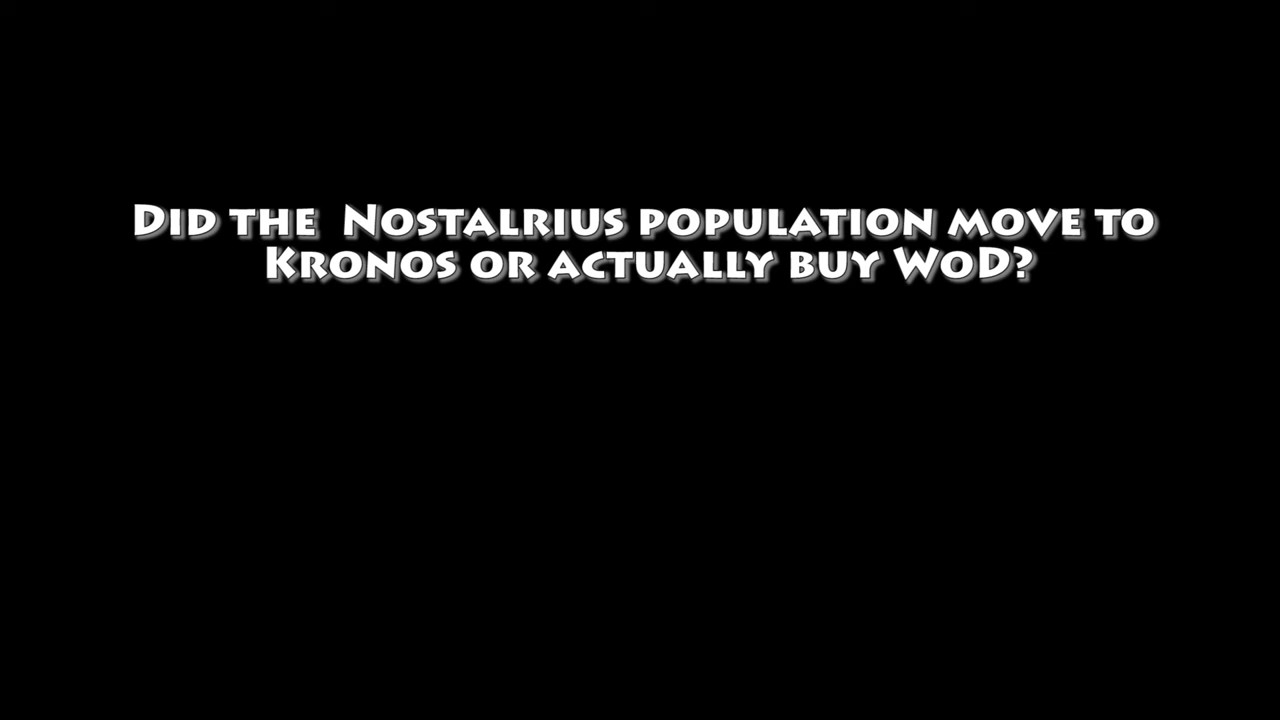 Did the  Nostalrius population move to
Kronos or actually buy WoD?